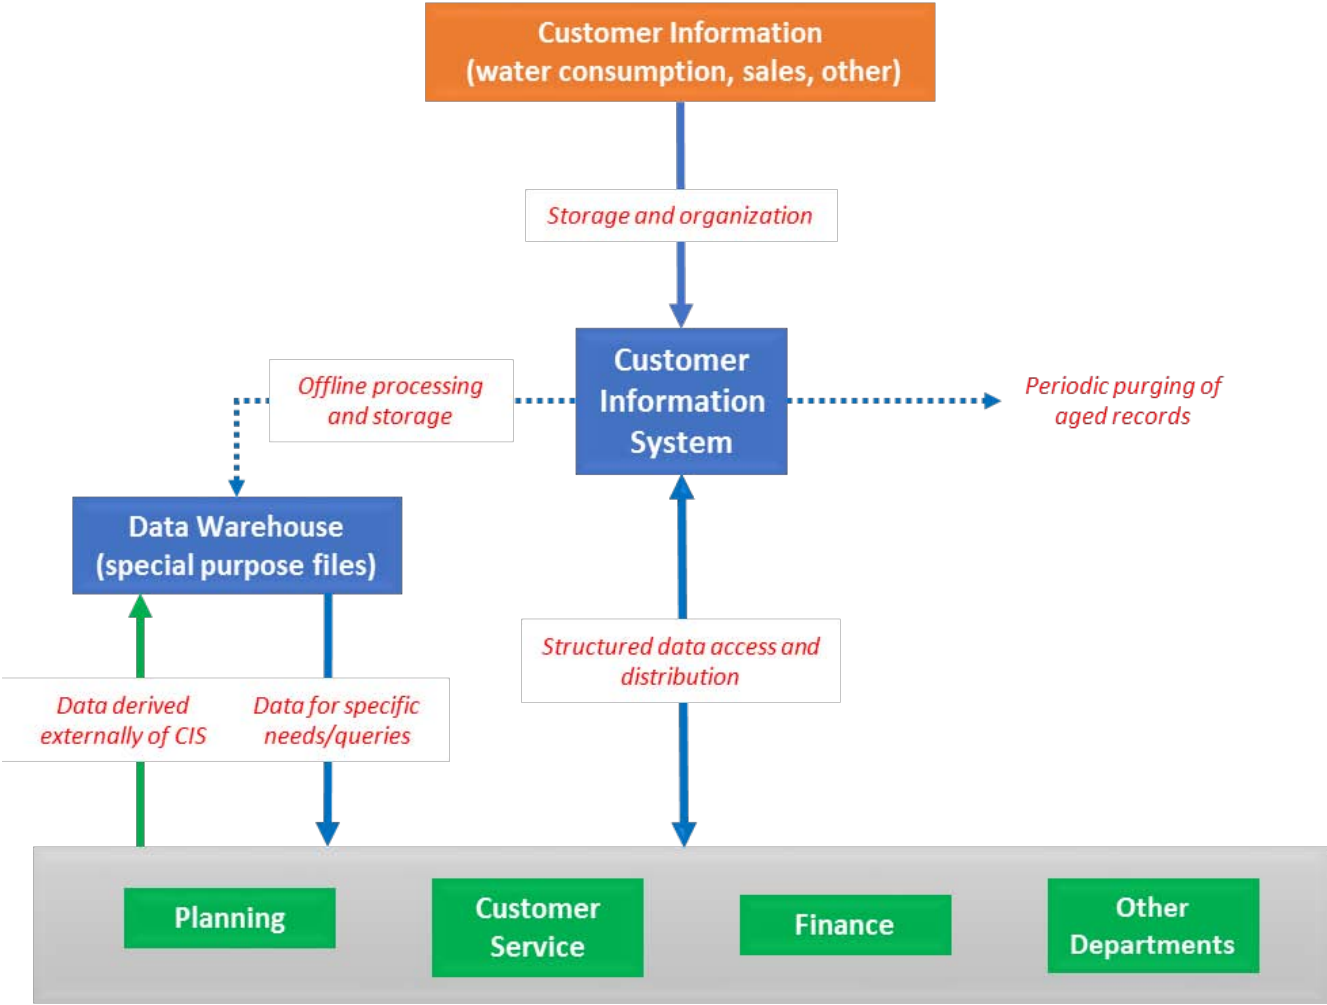 Customer Information
(water consumption, sales, other)
Storage and organization
Customer
Information
System
Offline processing
and storage
Periodic purging of
aged records
Data Warehouse
(special purpose files)
Structured data access and
distribution
Data derived
externally of CIS
Data for specific
needs/queries
Planning
Customer
Service
Finance
Other
Departments